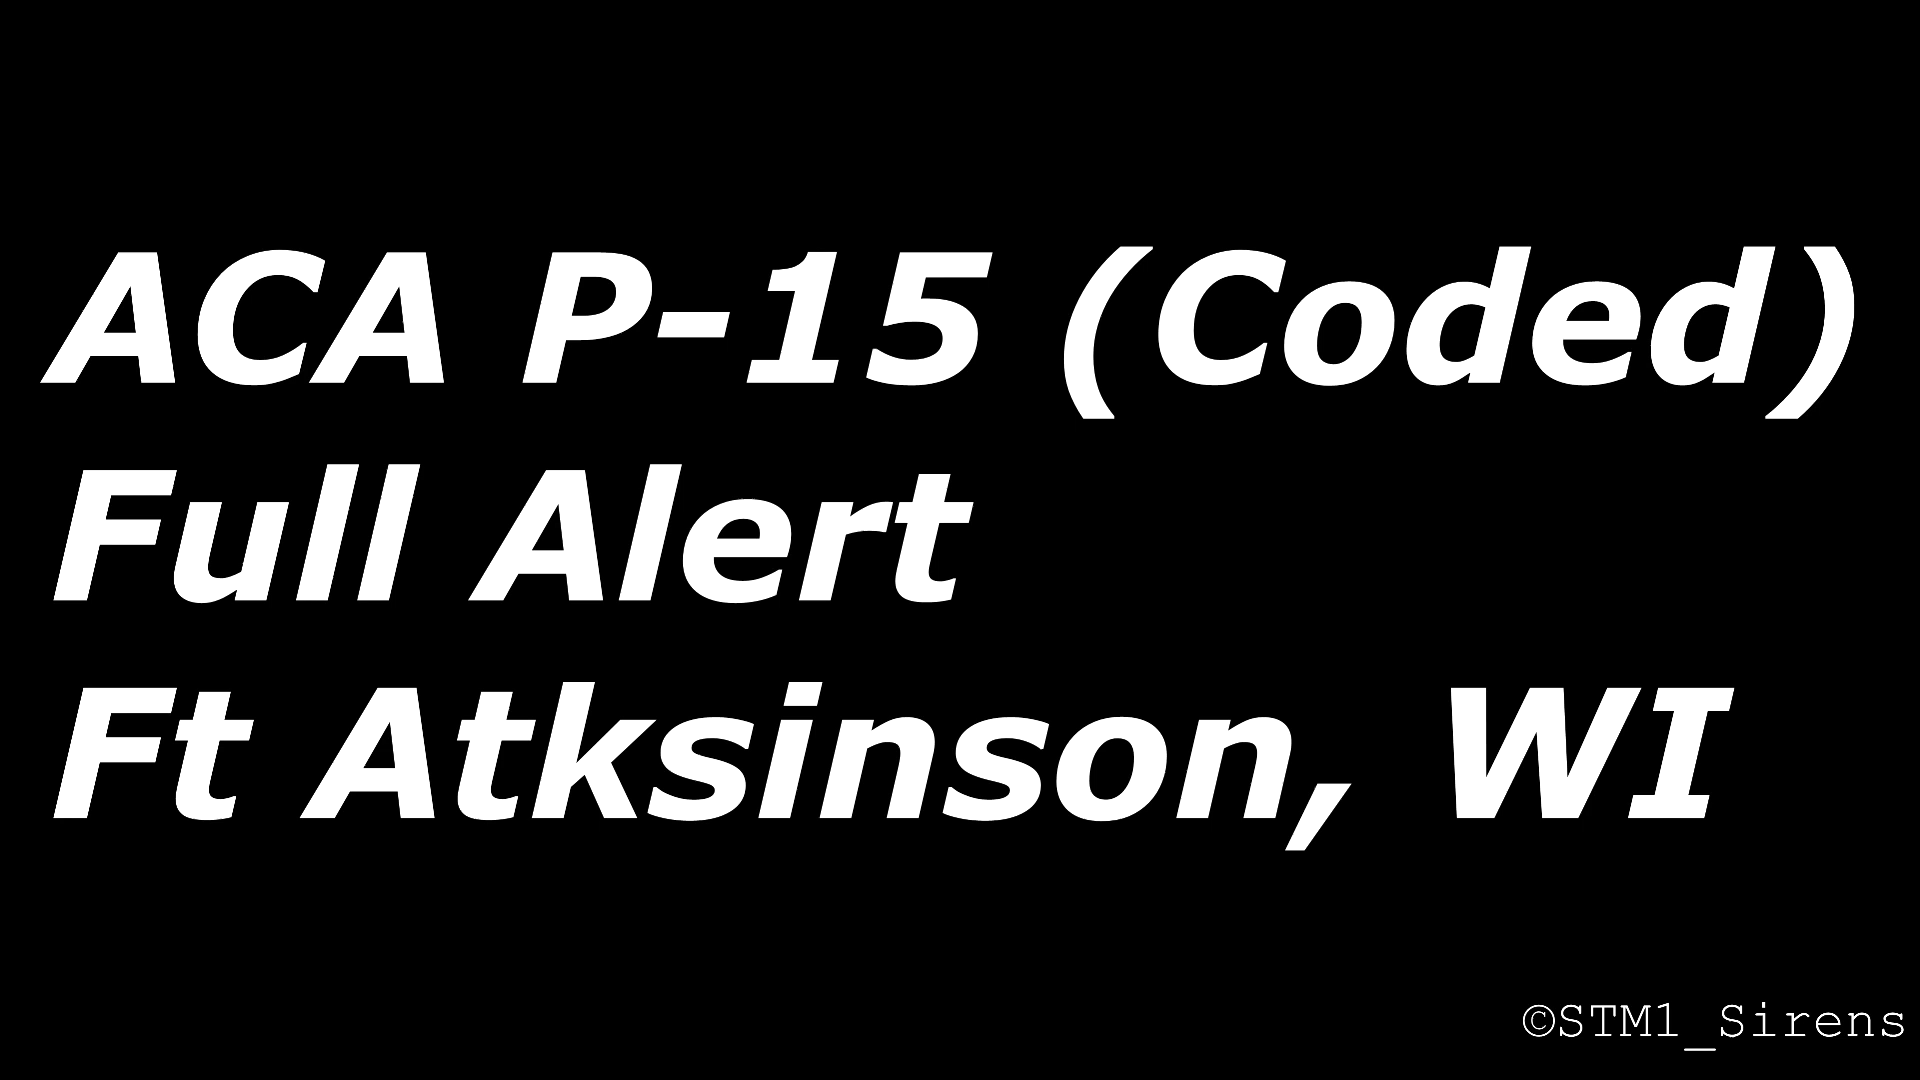 ACA P-15 (Coded)
Full Alert
Ft Atksinson, WI
©STM1_Sirens